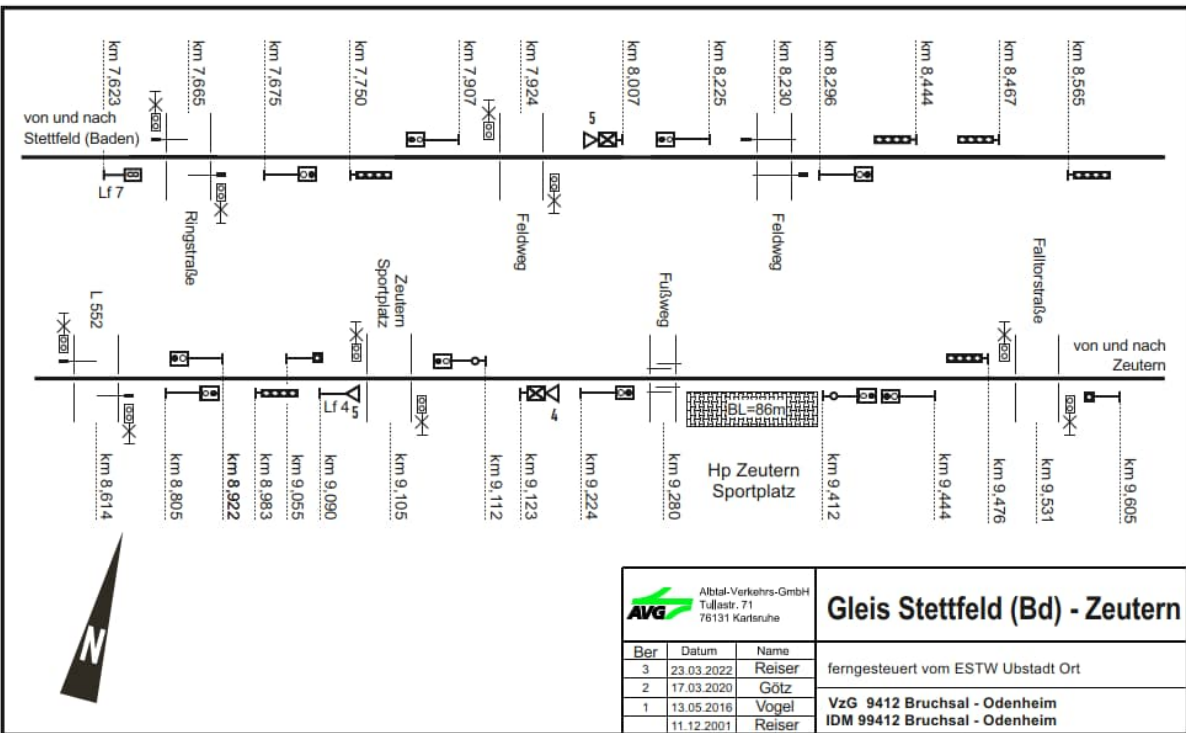 km 7,623
km 7,665
km 7,675
km 7,750
km 7,907
km 7,924
km 8,007
km 8,225
km 8,230
km 8,296
km 8,444
km 8,467
km 8,565
von und nach
Stettfeld (Baden)
5
Lf 7
Ringstraße
Feldweg
Feldweg
L 552
Zeutern
Sportplatz
Fußweg
Falltorstraße
von und nach
Zeutern
Lf 4
5
4
BL=86m
Hp Zeutern
Sportplatz
km 8,614
km 8,805
km 8,922
km 8,983
km 9,055
km 9,090
km 9,105
km 9,112
km 9,123
km 9,224
km 9,280
km 9,412
km 9,444
km 9,476
km 9,531
km 9,605
N
AVG
Albtal-Verkehrs-GmbH
Tullastr. 71
76131 Karlsruhe
Gleis Stettfeld (Bd) - Zeutern
Ber Datum Name
3 23.03.2022 Reiser
2 17.03.2020 Götz
1 13.05.2016 Vogel
11.12.2001 Reiser
ferngesteuert vom ESTW Ubstadt Ort
VzG 9412 Bruchsal - Odenheim
IDM 99412 Bruchsal - Odenheim